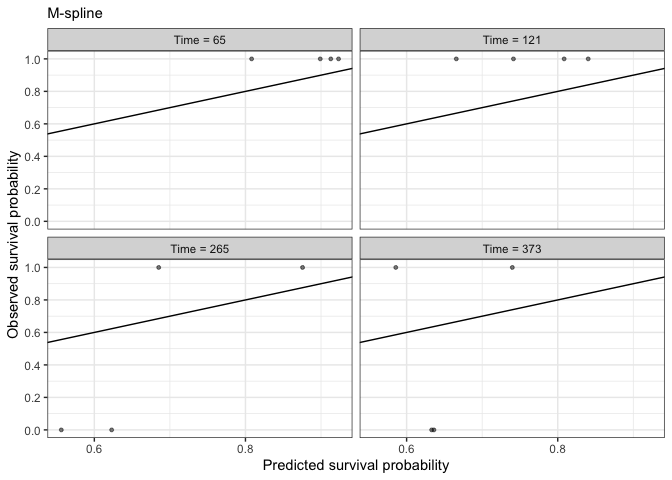 M-spline
Time = 65
Time = 121
1.0
0.8
0.6
0.4
0.2
0.0
Time = 265
Time = 373
1.0
0.8
0.6
0.4
0.2
0.0
0.6
0.8
0.6
0.8
Observed survival probability
Predicted survival probability